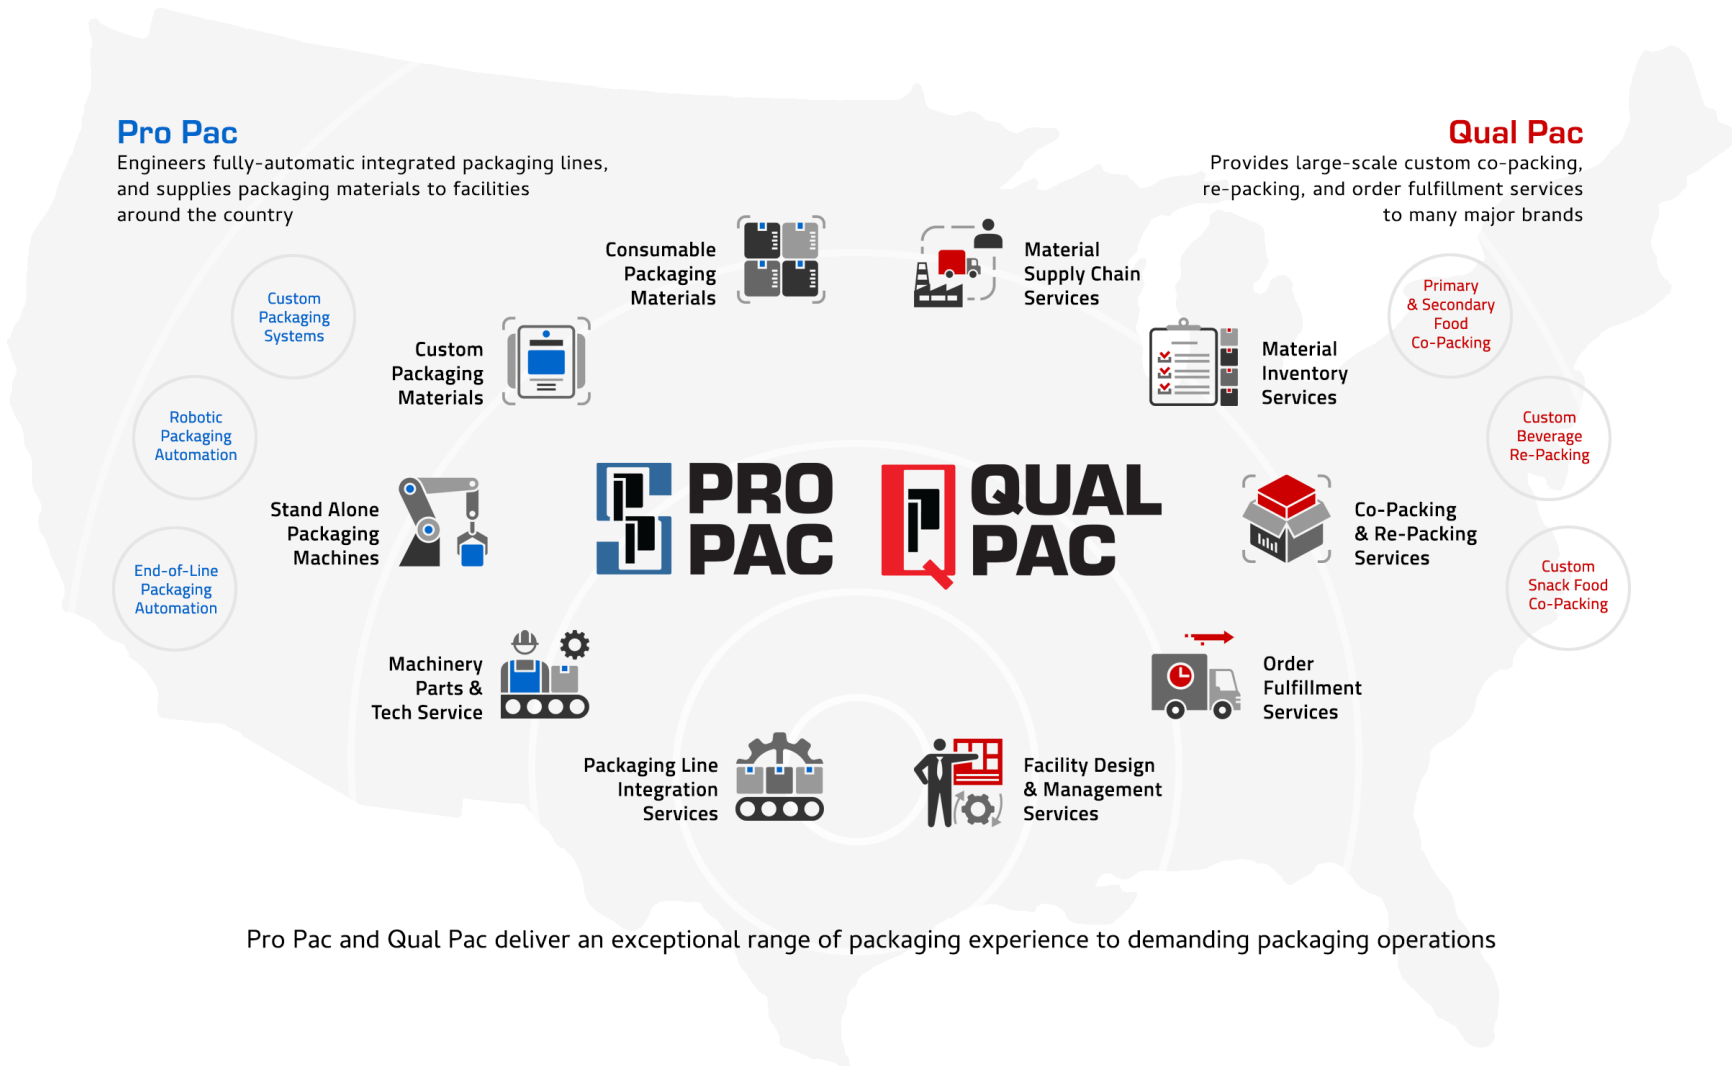 Pro Pac
Engineers fully-automatic integrated packaging lines,
and supplies packaging materials to facilities
around the country
Qual Pac
Provides large-scale custom co-packing,
re-packing, and order fulfillment services
to many major brands
Custom
Packaging
Systems
Robotic
Packaging
Automation
End-of-Line
Packaging
Automation
Consumable
Packaging
Materials
Custom
Packaging
Materials
Stand Alone
Packaging
Machines
Machinery
Parts &
Tech Service
Packaging Line
Integration
Services
PRO
PAC
QUAL
PAC
Material
Supply Chain
Services
Material
Inventory
Services
Co-Packing
& Re-Packing
Services
Order
Fulfillment
Services
Facility Design
& Management
Services
Primary
& Secondary
Food
Co-Packing
Custom
Beverage
Re-Packing
Custom
Snack Food
Co-Packing
Pro Pac and Qual Pac deliver an exceptional range of packaging experience to demanding packaging operations